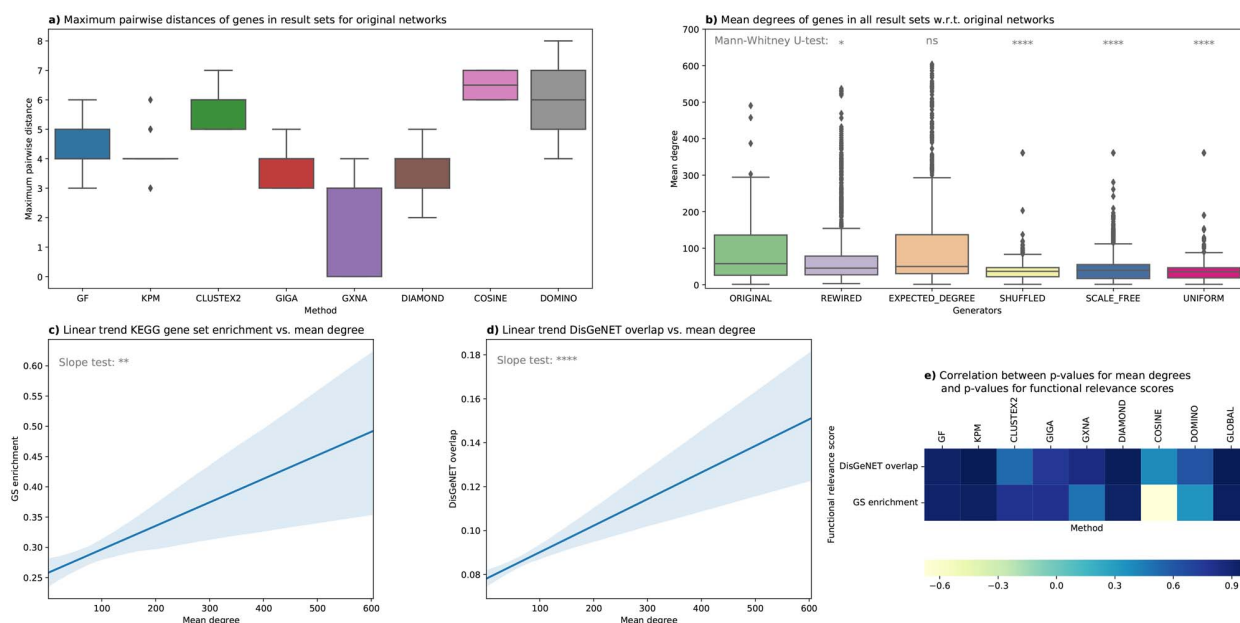 a) Maximum pairwise distances of genes in result sets for original networks
8
7
6
5
4
3
2
1
0
Maximum pairwise distance
GF KPM CLUSTEX2 GIGA GXNA DIAMOND COSINE DOMINO
Method
b) Mean degrees of genes in all result sets w.r.t. original networks
700
600
500
400
300
200
100
0
Mean degree
Mann-Whitney U-test: * ns **** **** ****
ORIGINAL REWIRED EXPECTED_DEGREE SHUFFLED SCALE_FREE UNIFORM
Generators
c) Linear trend KEGG gene set enrichment vs. mean degree
Slope test: **
0.60
0.55
0.50
0.45
0.40
0.35
0.30
0.25
GS enrichment
100 200 300 400 500 600
Mean degree
d) Linear trend DisGeNET overlap vs. mean degree
Slope test: ****
0.18
0.16
0.14
0.12
0.10
0.08
DisGeNET overlap
100 200 300 400 500 600
Mean degree
e) Correlation between p-values for mean degrees
and p-values for functional relevance scores
GF KPM CLUSTEX2 GIGA GXNA DIAMOND COSINE DOMINO GLOBAL
Functional relevance score
DisGeNET overlap
GS enrichment
Method
−0.6 −0.3 0.0 0.3 0.6 0.9